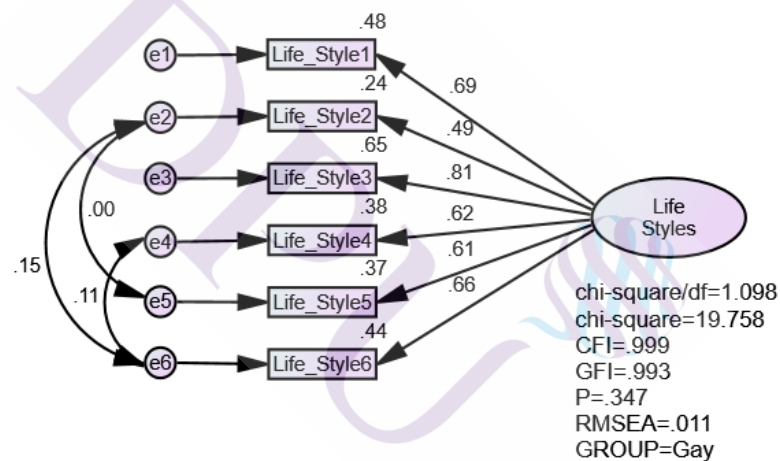 .48
e1
Life_Style1
.24
.69
e2
Life_Style2
.49
.65
e3
Life_Style3
.81
.38
.00
e4
Life_Style4
.62
.15
.11
.37
.61
e5
Life_Style5
.66
.44
e6
Life_Style6
Life
Styles
chi-square/df=1.098
chi-square=19.758
CFI=.999
GFI=.993
P=.347
RMSEA=.011
GROUP=Gay
DPU